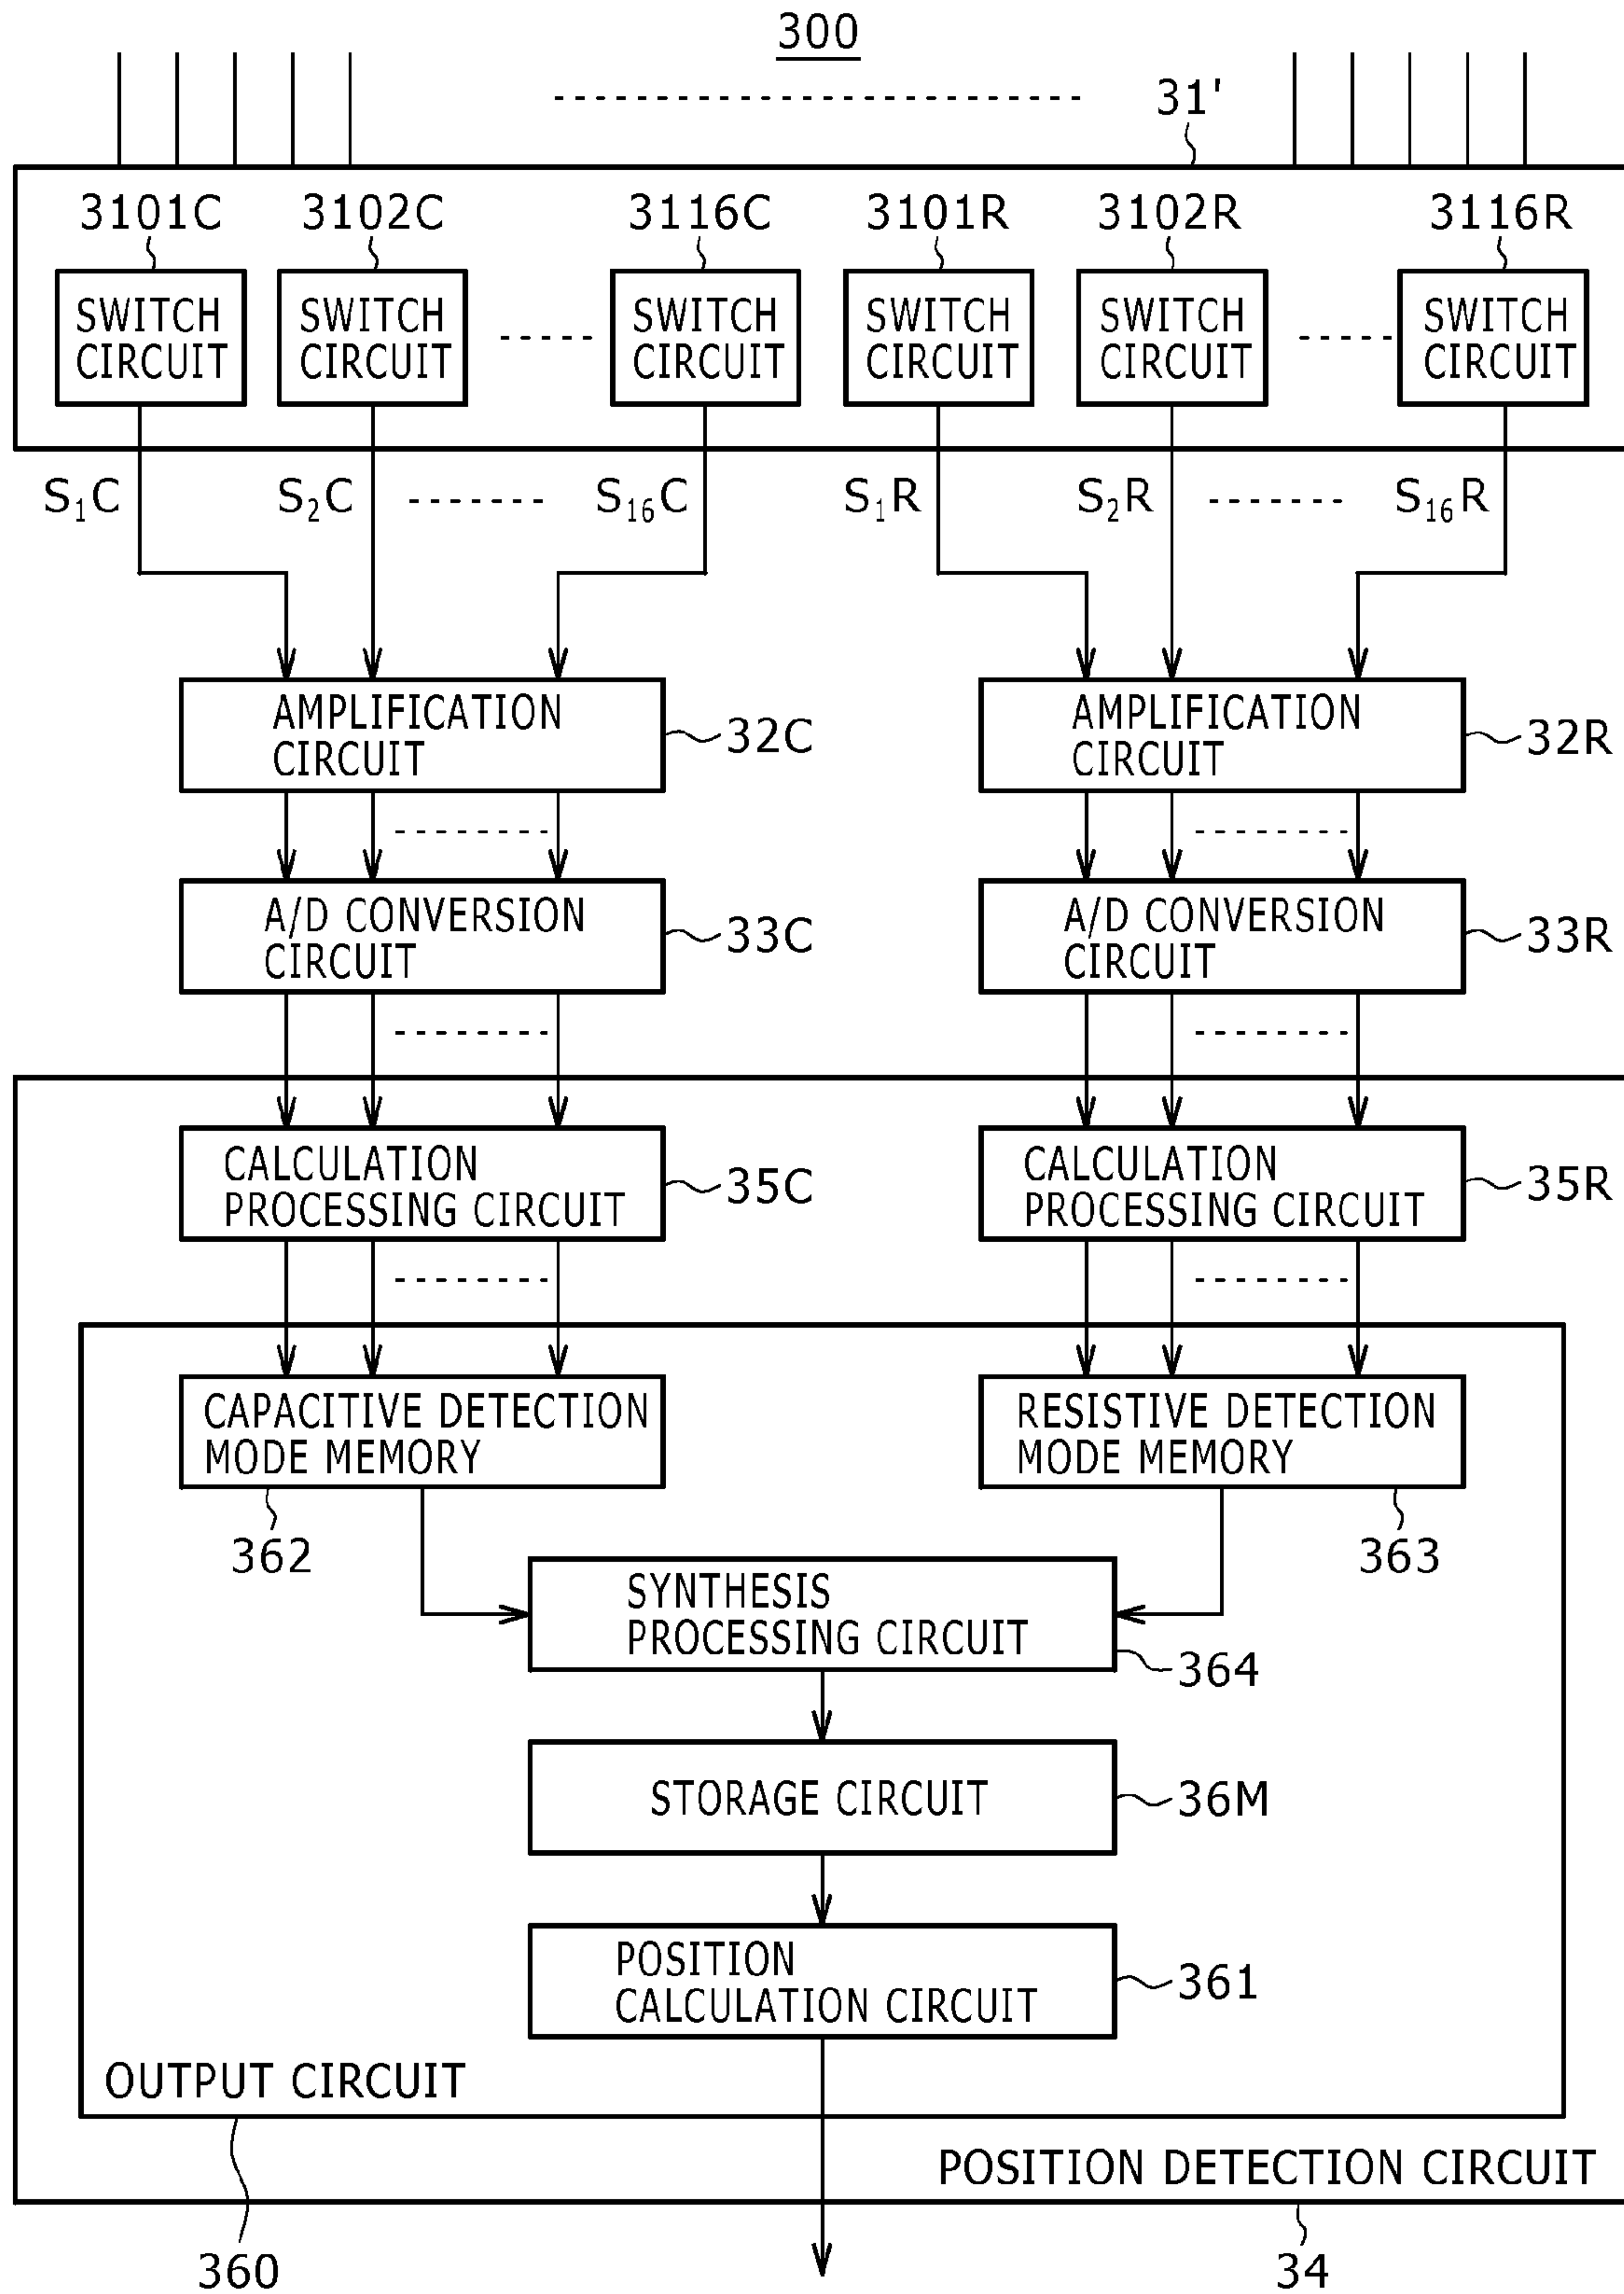 300
31'
3101C 3102C 3116C 3101R 3102R 3116R
SWITCH CIRCUIT
SWITCH CIRCUIT
SWITCH CIRCUIT
SWITCH CIRCUIT
SWITCH CIRCUIT
SWITCH CIRCUIT
S₁C S₂C S₁₆C S₁R S₂R S₁₆R
AMPLIFICATION
CIRCUIT
32C
AMPLIFICATION
CIRCUIT
32R
A/D CONVERSION
CIRCUIT
33C
A/D CONVERSION
CIRCUIT
33R
CALCULATION
PROCESSING CIRCUIT
35C
CALCULATION
PROCESSING CIRCUIT
35R
CAPACITIVE DETECTION
MODE MEMORY
362
RESISTIVE DETECTION
MODE MEMORY
363
SYNTHESIS
PROCESSING CIRCUIT
364
STORAGE CIRCUIT
36M
POSITION
CALCULATION CIRCUIT
361
OUTPUT CIRCUIT
POSITION DETECTION CIRCUIT
360
34